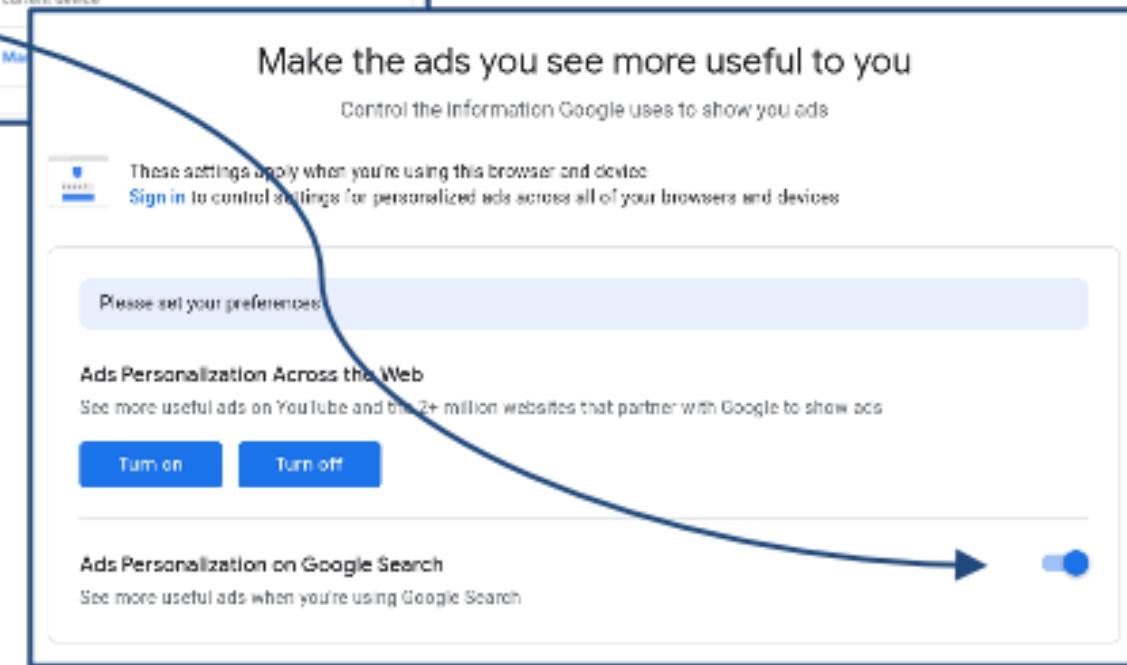 current device
Make the ads you see more useful to you
Control the information Google uses to show you ads
These settings apply when you're using this browser and device
Sign in to control settings for personalized ads across all of your browsers and devices
Please set your preferences
Ads Personalization Across the Web
See more useful ads on YouTube and the 2+ million websites that partner with Google to show ads
Turn on
Turn off
Ads Personalization on Google Search
See more useful ads when you're using Google Search